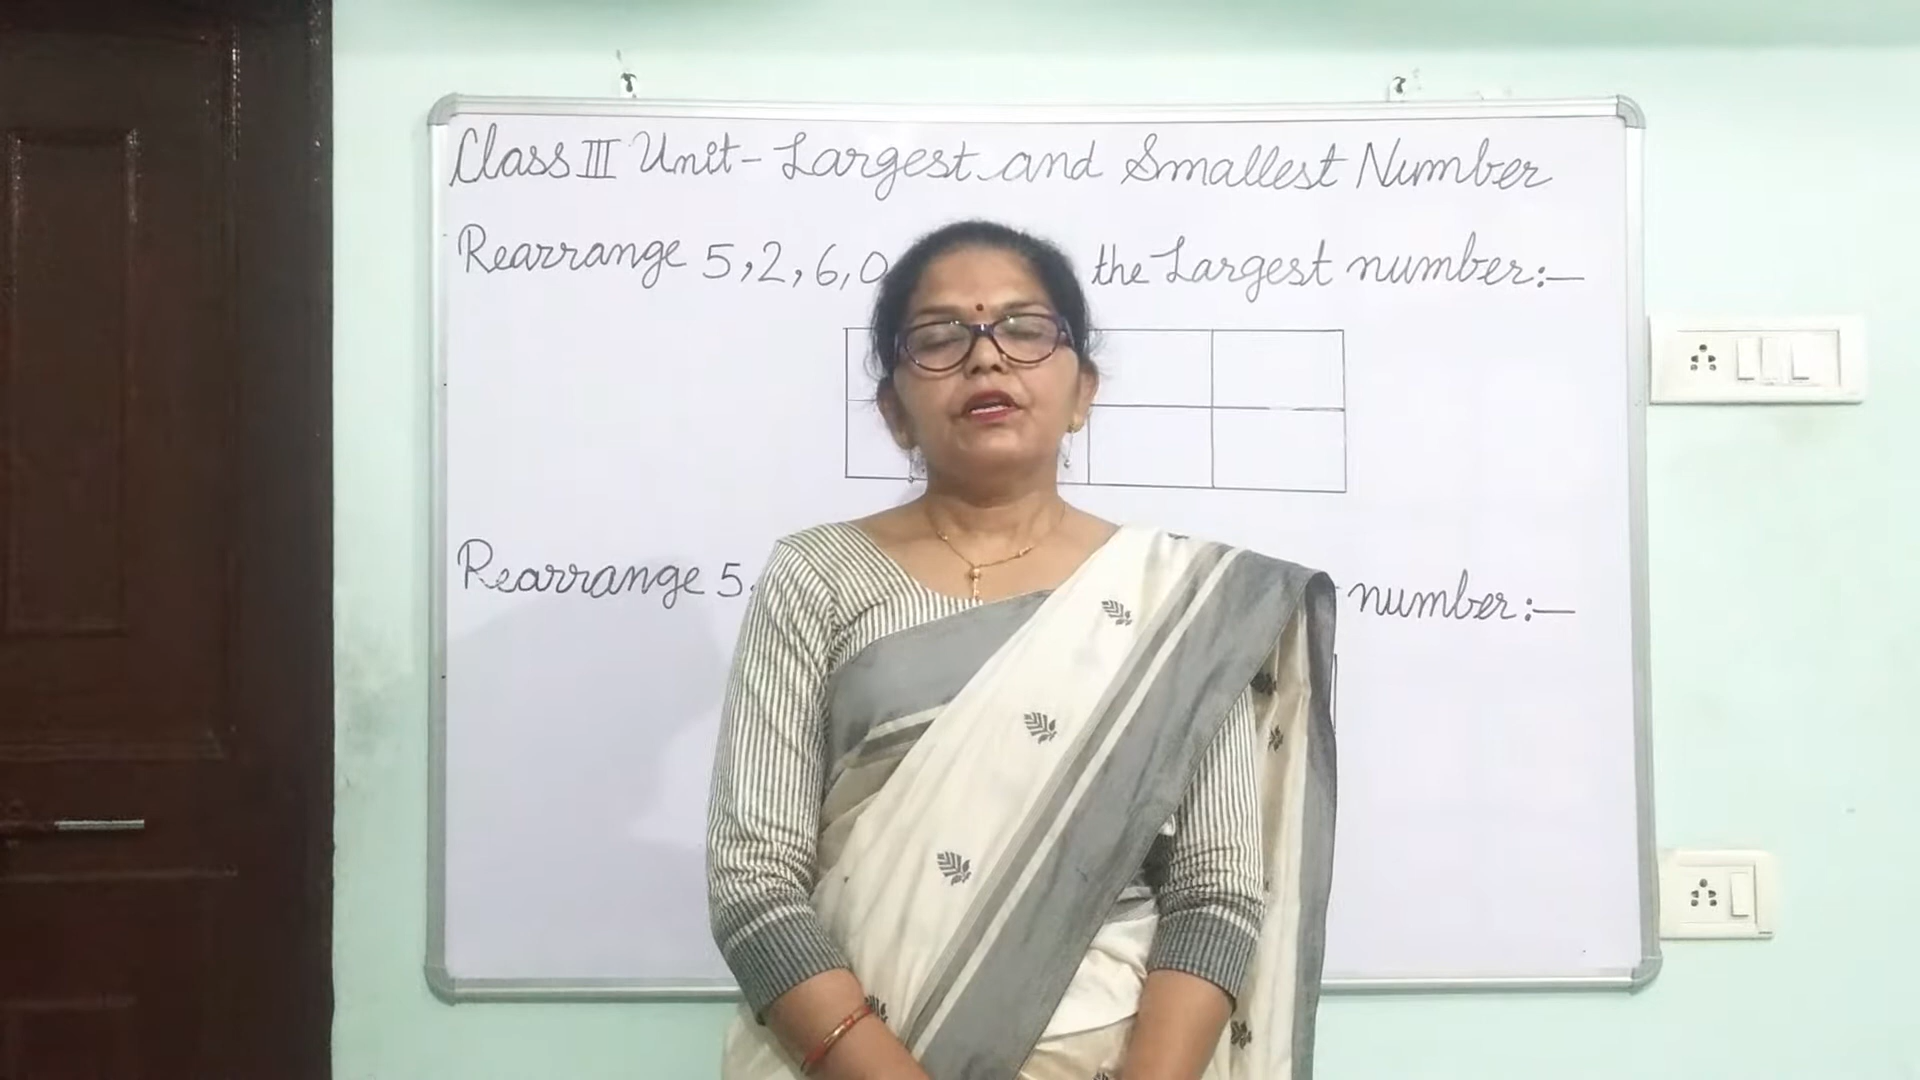 Class III Unit - Largest and Smallest Number
Rearrange 5, 2, 6, 0 the Largest number :—
Rearrange 5, number :—